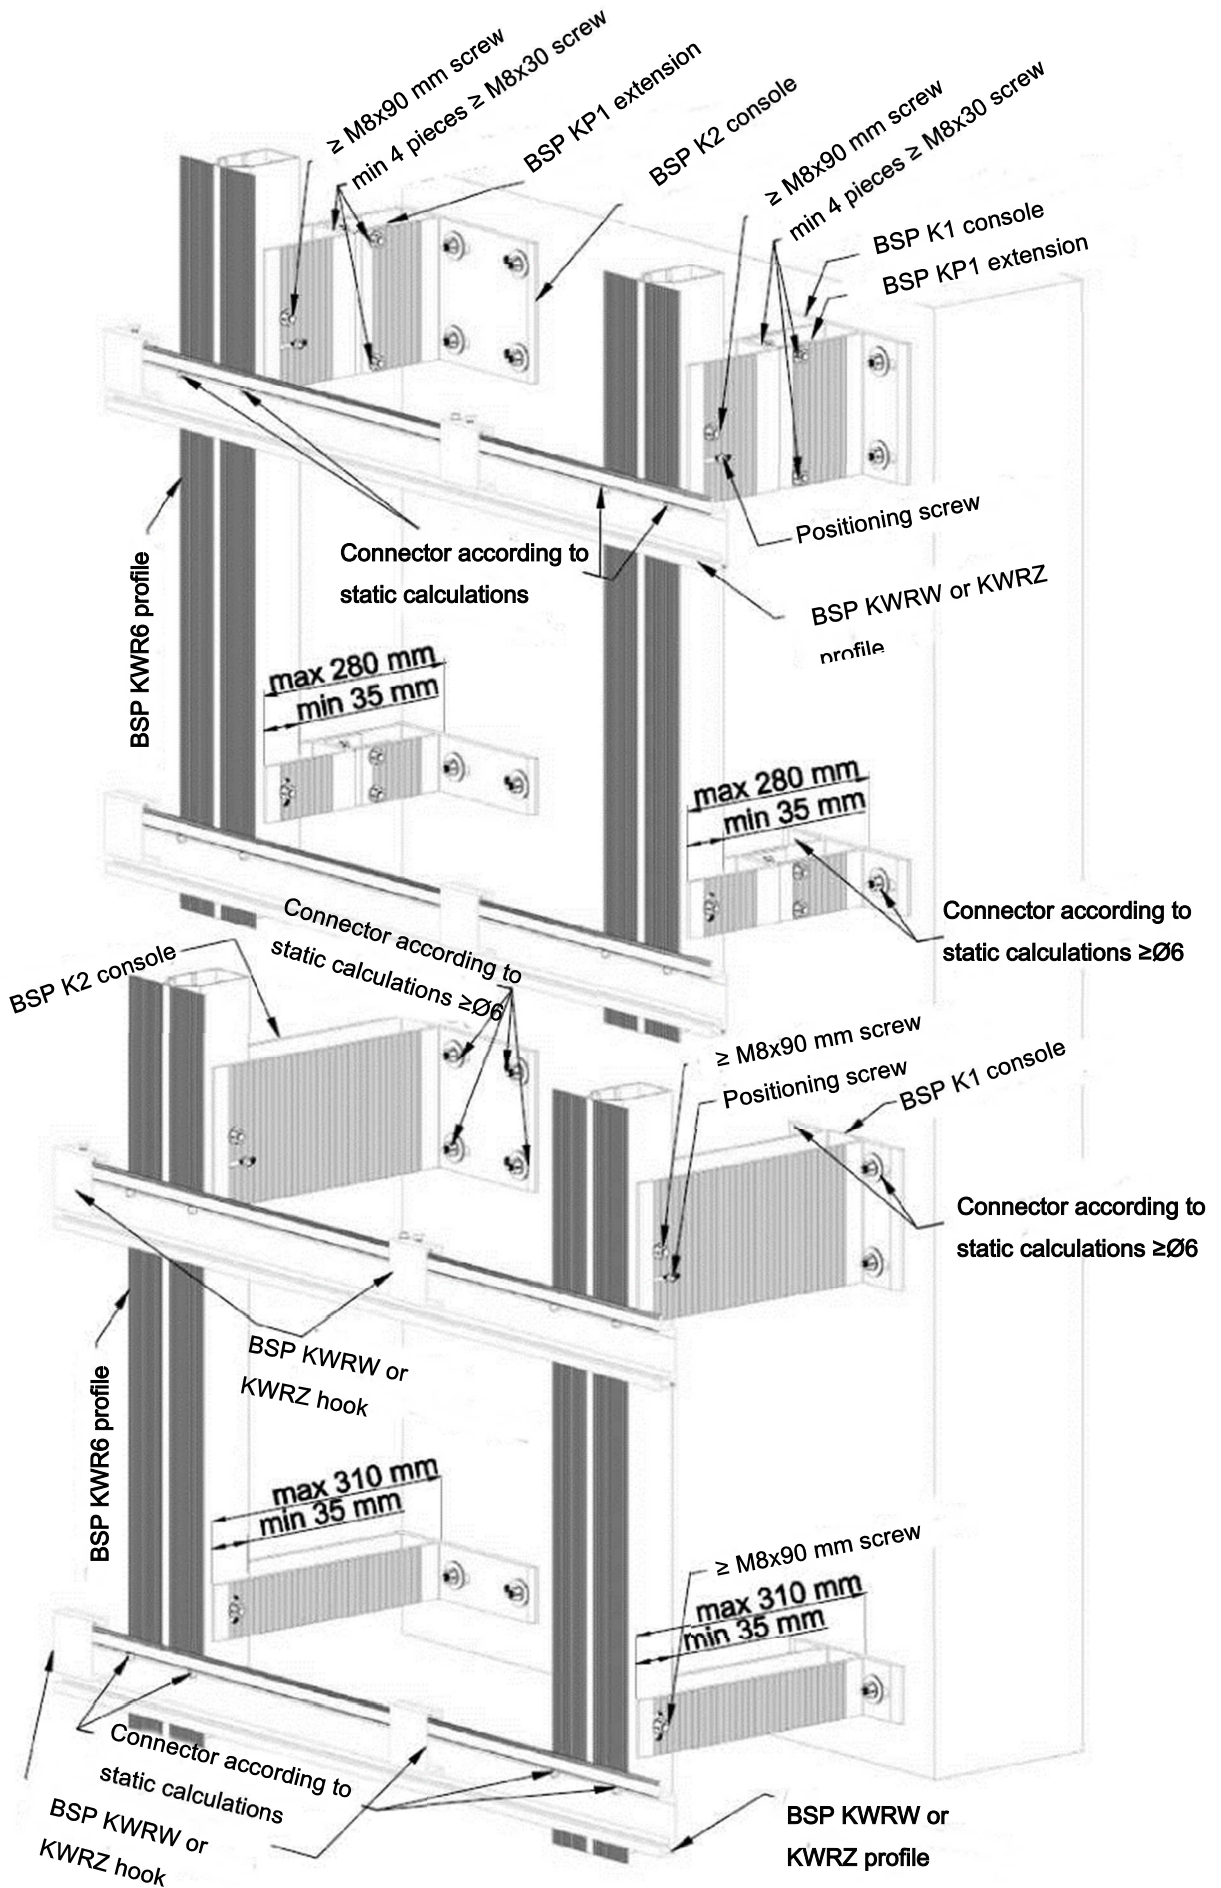 ≥ M8x90 mm screw
min 4 pieces ≥ M8x30 screw
BSP KP1 extension
BSP K2 console
≥ M8x90 mm screw
min 4 pieces ≥ M8x30 screw
BSP K1 console
BSP KP1 extension
Positioning screw
Connector according to
static calculations
BSP KWRW or KWRZ
profile
BSP KWR6 profile
max 280 mm
min 35 mm
max 280 mm
min 35 mm
Connector according to
static calculations ≥Ø6
Connector according to
static calculations ≥Ø6
BSP K2 console
≥ M8x90 mm screw
Positioning screw
BSP K1 console
Connector according to
static calculations ≥Ø6
BSP KWRW or
KWRZ hook
BSP KWR6 profile
max 310 mm
min 35 mm
≥ M8x90 mm screw
max 310 mm
min 35 mm
Connector according to
static calculations
BSP KWRW or
KWRZ hook
BSP KWRW or
KWRZ profile